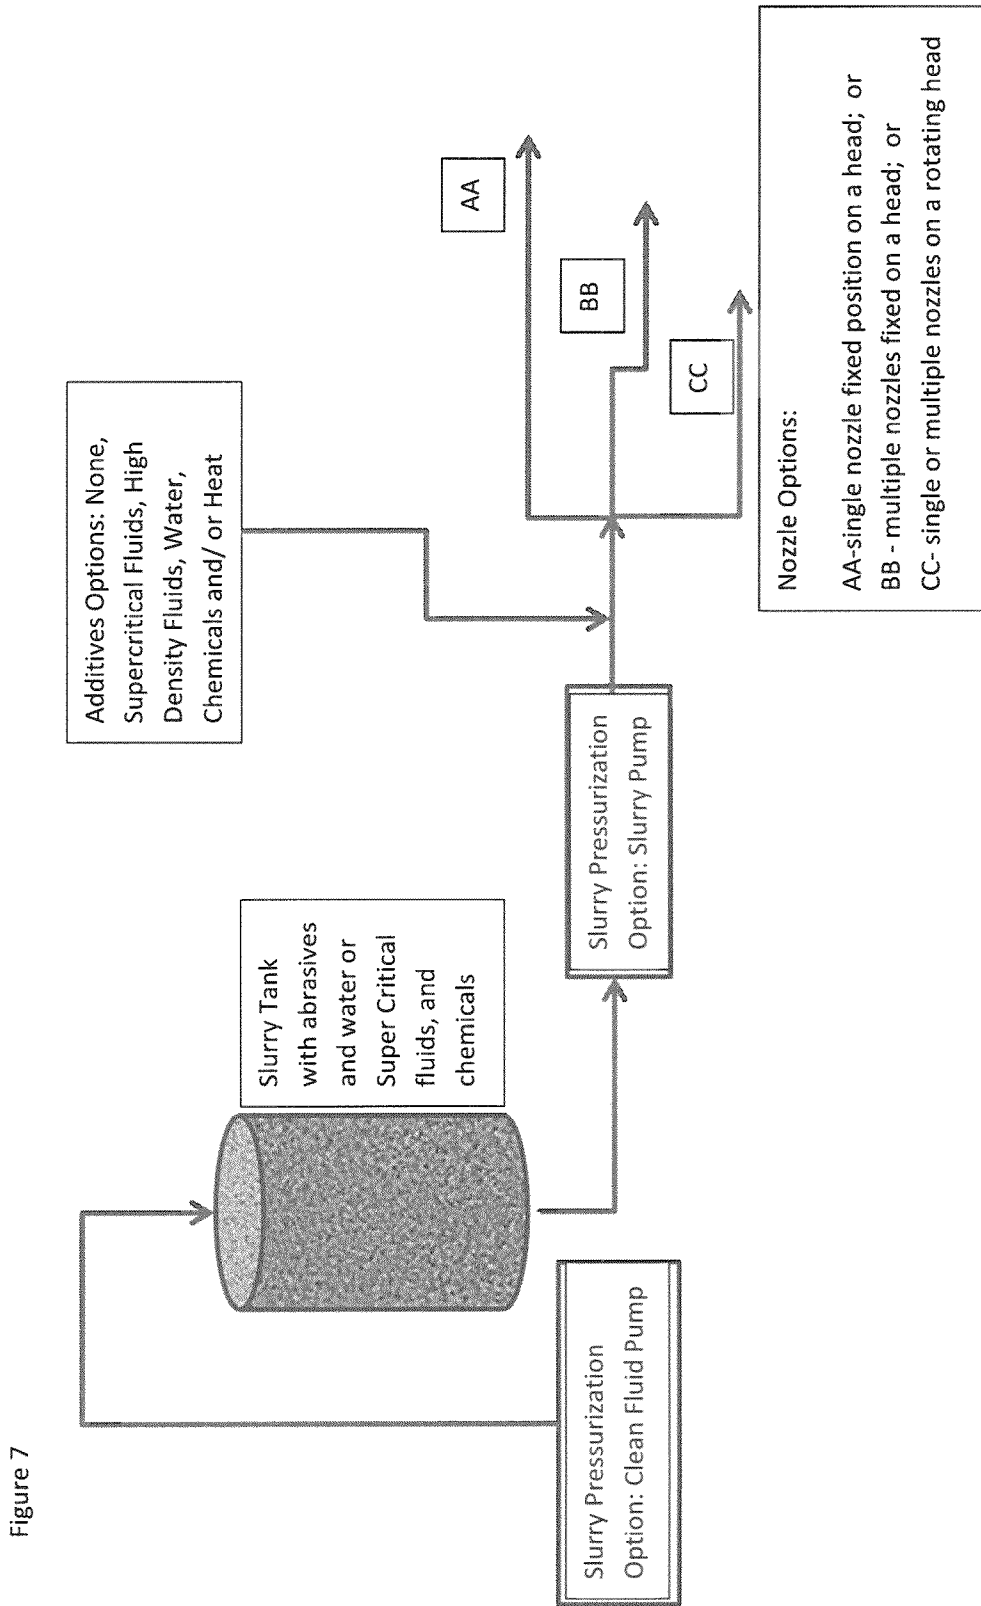 Figure 7
Slurry Pressurization
Option: Clean Fluid Pump
Slurry Tank
with abrasives
and water or
Super Critical
fluids, and
chemicals
Slurry Pressurization
Option: Slurry Pump
Additives Options: None,
Supercritical Fluids, High
Density Fluids, Water,
Chemicals and/ or Heat
AA
BB
CC
Nozzle Options:
AA-single nozzle fixed position on a head; or
BB - multiple nozzles fixed on a head; or
CC- single or multiple nozzles on a rotating head